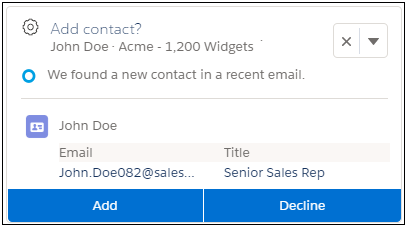 Add contact?
John Doe · Acme - 1,200 Widgets
We found a new contact in a recent email.
John Doe
Email Title
John.Doe082@sales... Senior Sales Rep
Add Decline